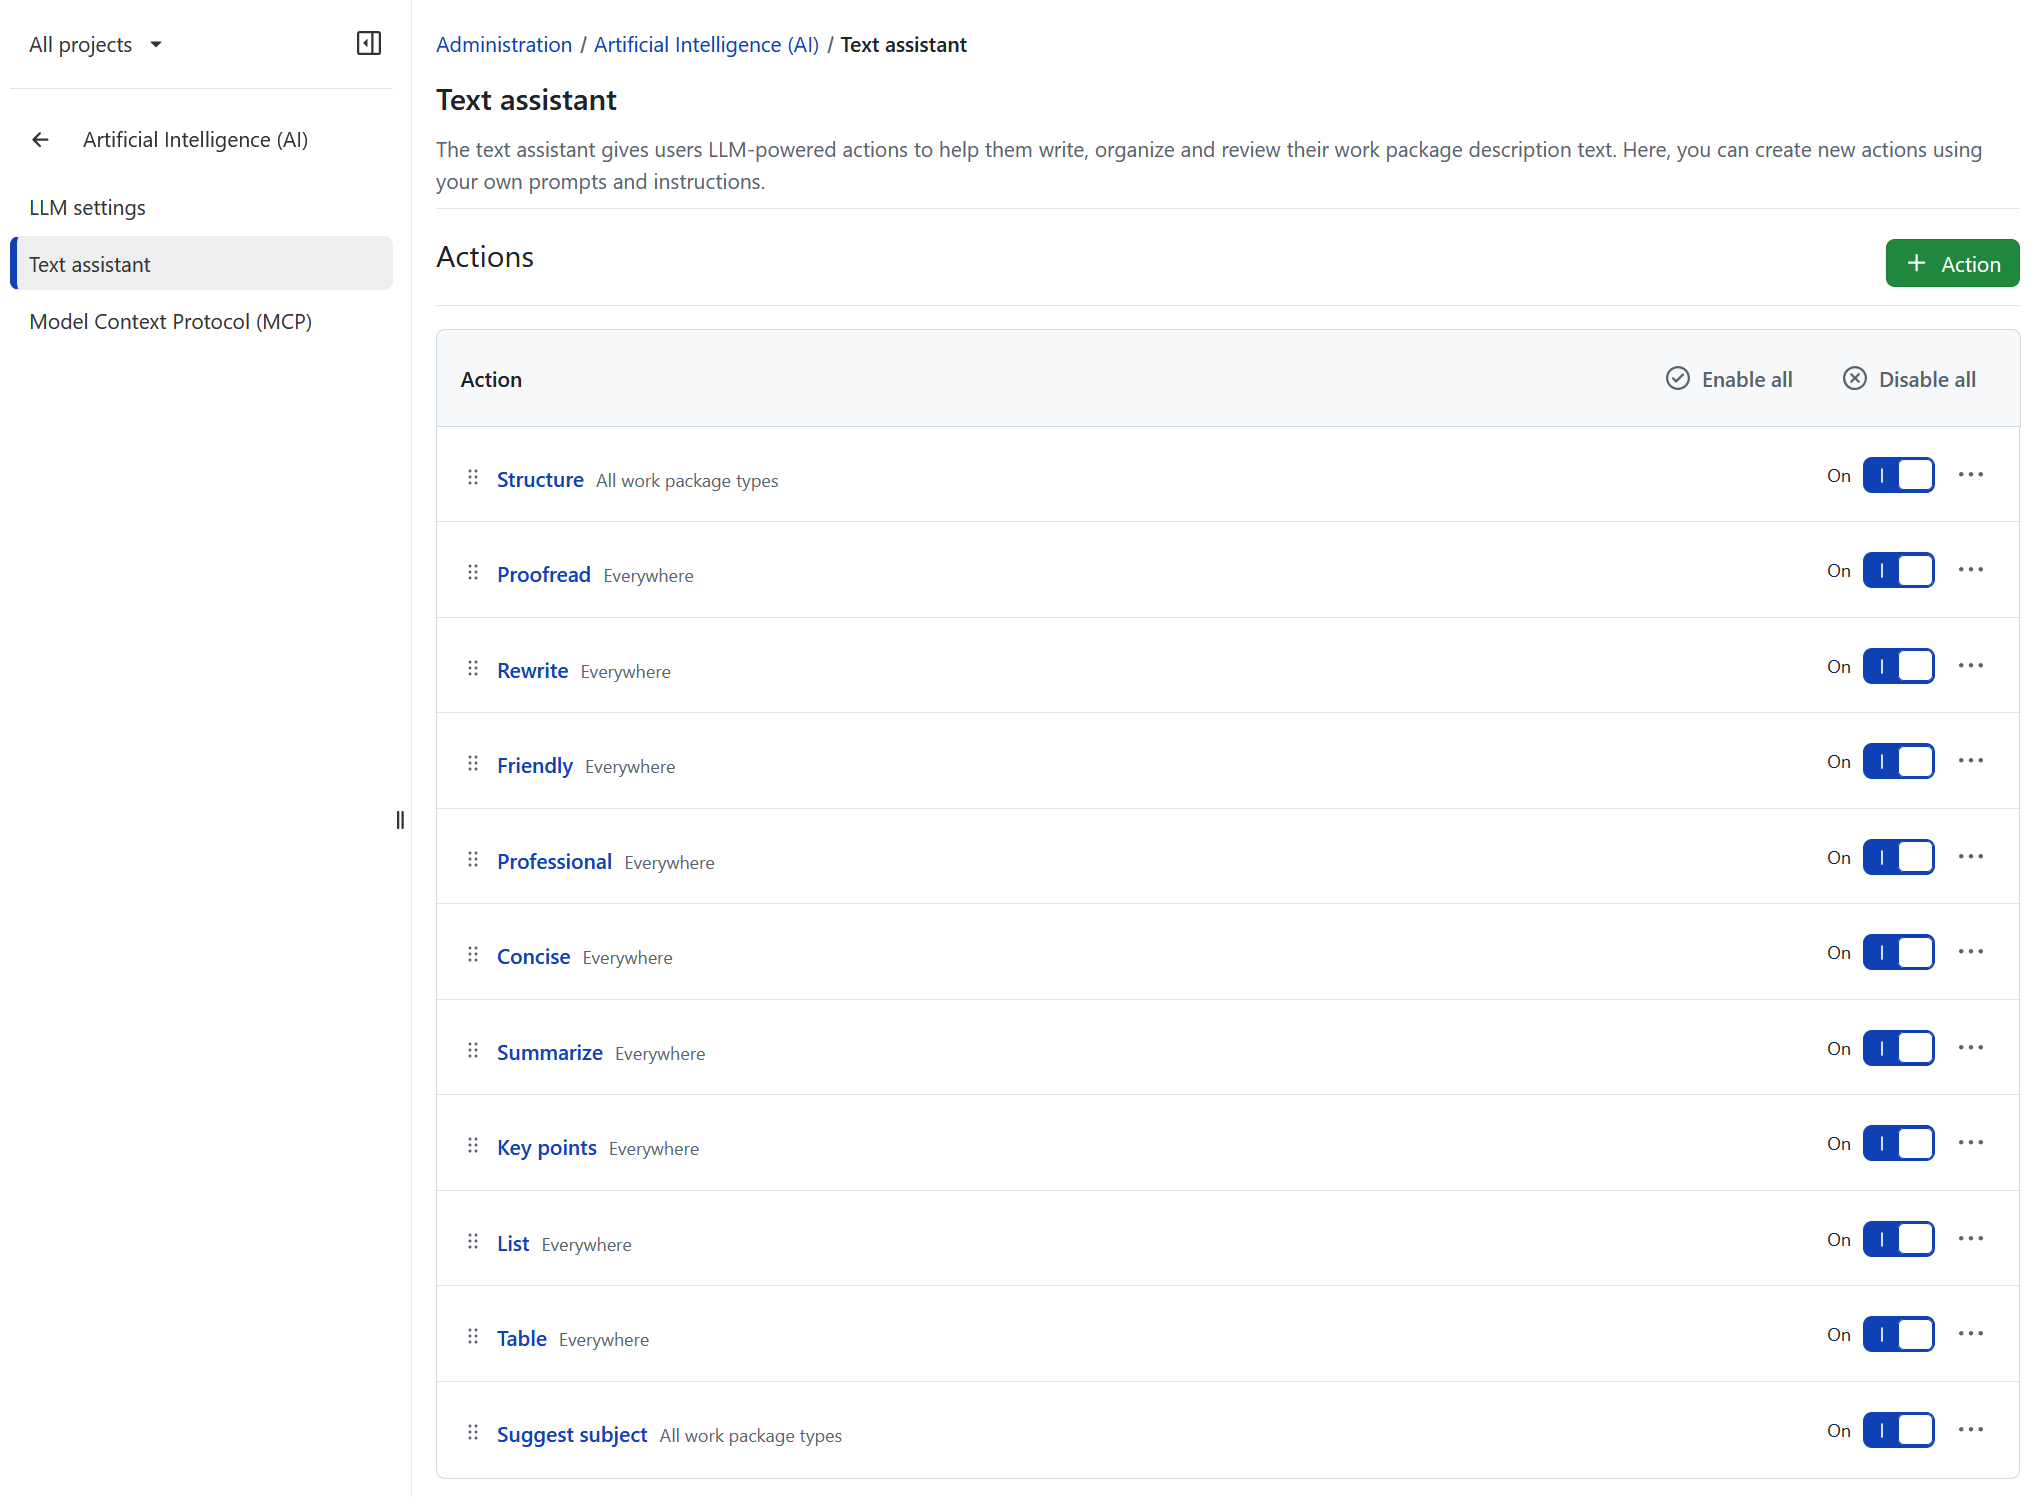 All projects
Artificial Intelligence (AI)
LLM settings
Text assistant
Model Context Protocol (MCP)
Administration / Artificial Intelligence (AI) / Text assistant
Text assistant
The text assistant gives users LLM-powered actions to help them write, organize and review their work package description text. Here, you can create new actions using
your own prompts and instructions.
Actions
Action
Action Enable all Disable all
Structure All work package types On
Proofread Everywhere On
Rewrite Everywhere On
Friendly Everywhere On
Professional Everywhere On
Concise Everywhere On
Summarize Everywhere On
Key points Everywhere On
List Everywhere On
Table Everywhere On
Suggest subject All work package types On